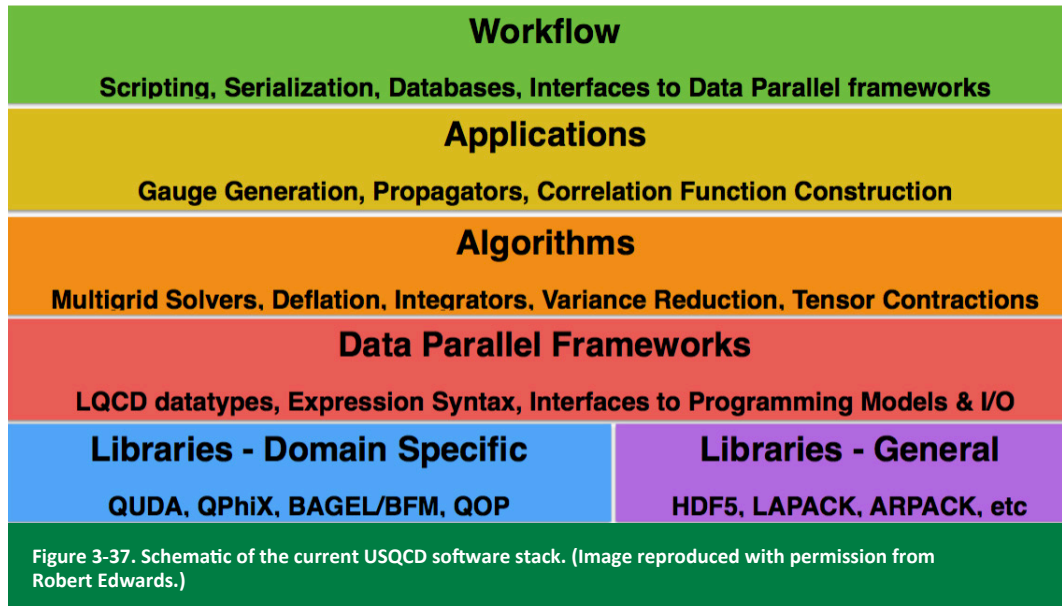 Workflow
Scripting, Serialization, Databases, Interfaces to Data Parallel frameworks
Applications
Gauge Generation, Propagators, Correlation Function Construction
Algorithms
Multigrid Solvers, Deflation, Integrators, Variance Reduction, Tensor Contractions
Data Parallel Frameworks
LQCD datatypes, Expression Syntax, Interfaces to Programming Models & I/O
Libraries - Domain Specific
QUDA, QPhiX, BAGEL/BFM, QOP
Libraries - General
HDF5, LAPACK, ARPACK, etc
Figure 3-37. Schematic of the current USQCD software stack. (Image reproduced with permission from
Robert Edwards.)